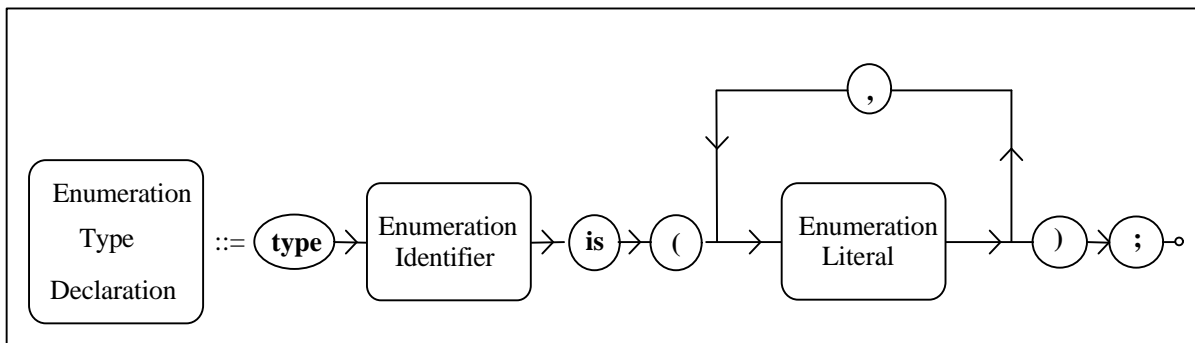 ,
Enumeration
Type
Declaration
::=
type
Enumeration
Identifier
is
(
Enumeration
Literal
)
;